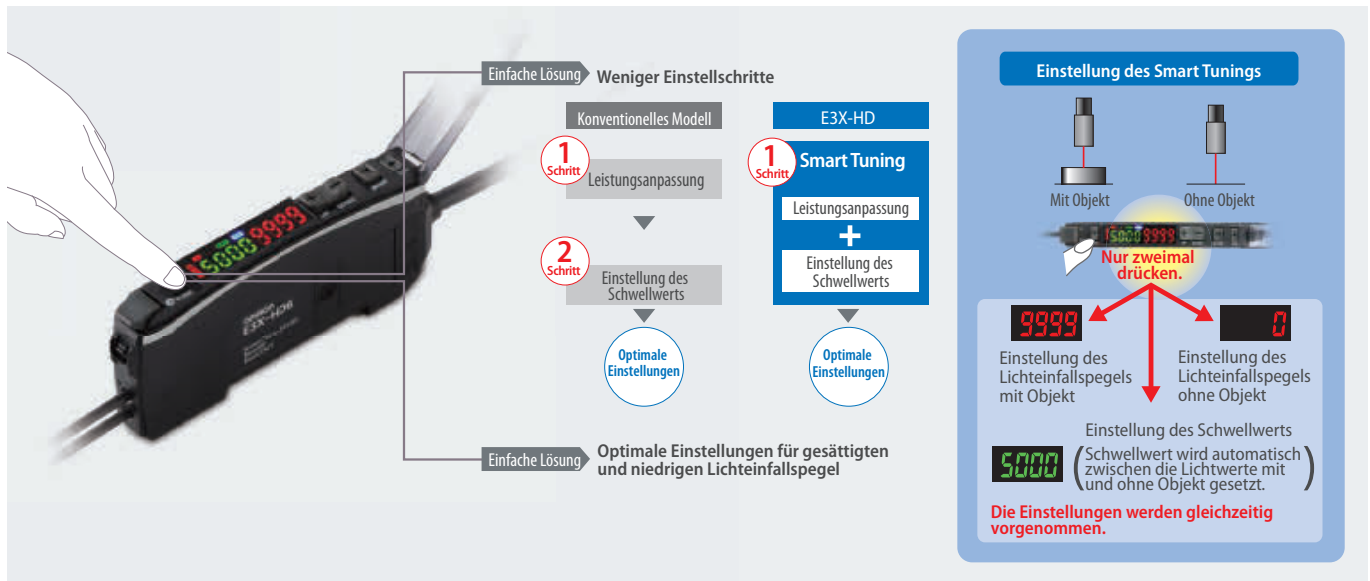 Einfache Lösung
Weniger Einstellschritte
Konventionelles Modell
1
Schritt
Leistungsanpassung
2
Schritt
Einstellung des
Schwellwerts
Optimale
Einstellungen
E3X-HD
1
Schritt
Smart Tuning
Leistungsanpassung
+
Einstellung des
Schwellwerts
Optimale
Einstellungen
5000 9999
OMRON
E3X-HD6
Einfache Lösung
Optimale Einstellungen für gesättigten
und niedrigen Lichteinfallspegel
Einstellung des Smart Tunings
Mit Objekt
Ohne Objekt
5000 9999
Nur zweimal
drücken.
9999
Einstellung des
Lichteinfallspegels
mit Objekt
0
Einstellung des
Lichteinfallspegels
ohne Objekt
Einstellung des Schwellwerts
5000
(Schwellwert wird automatisch
zwischen die Lichtwerte mit
und ohne Objekt gesetzt.)
Die Einstellungen werden gleichzeitig
vorgenommen.